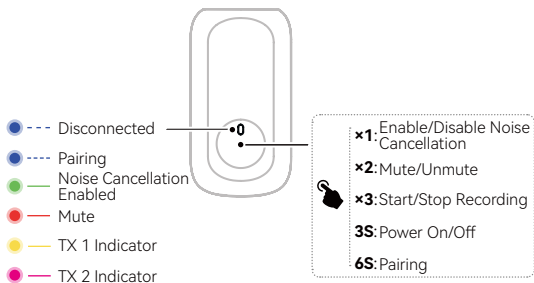 Disconnected
Pairing
Noise Cancellation
Enabled
Mute
TX 1 Indicator
TX 2 Indicator
×1: Enable/Disable Noise
Cancellation
×2: Mute/Unmute
×3: Start/Stop Recording
3S: Power On/Off
6S: Pairing